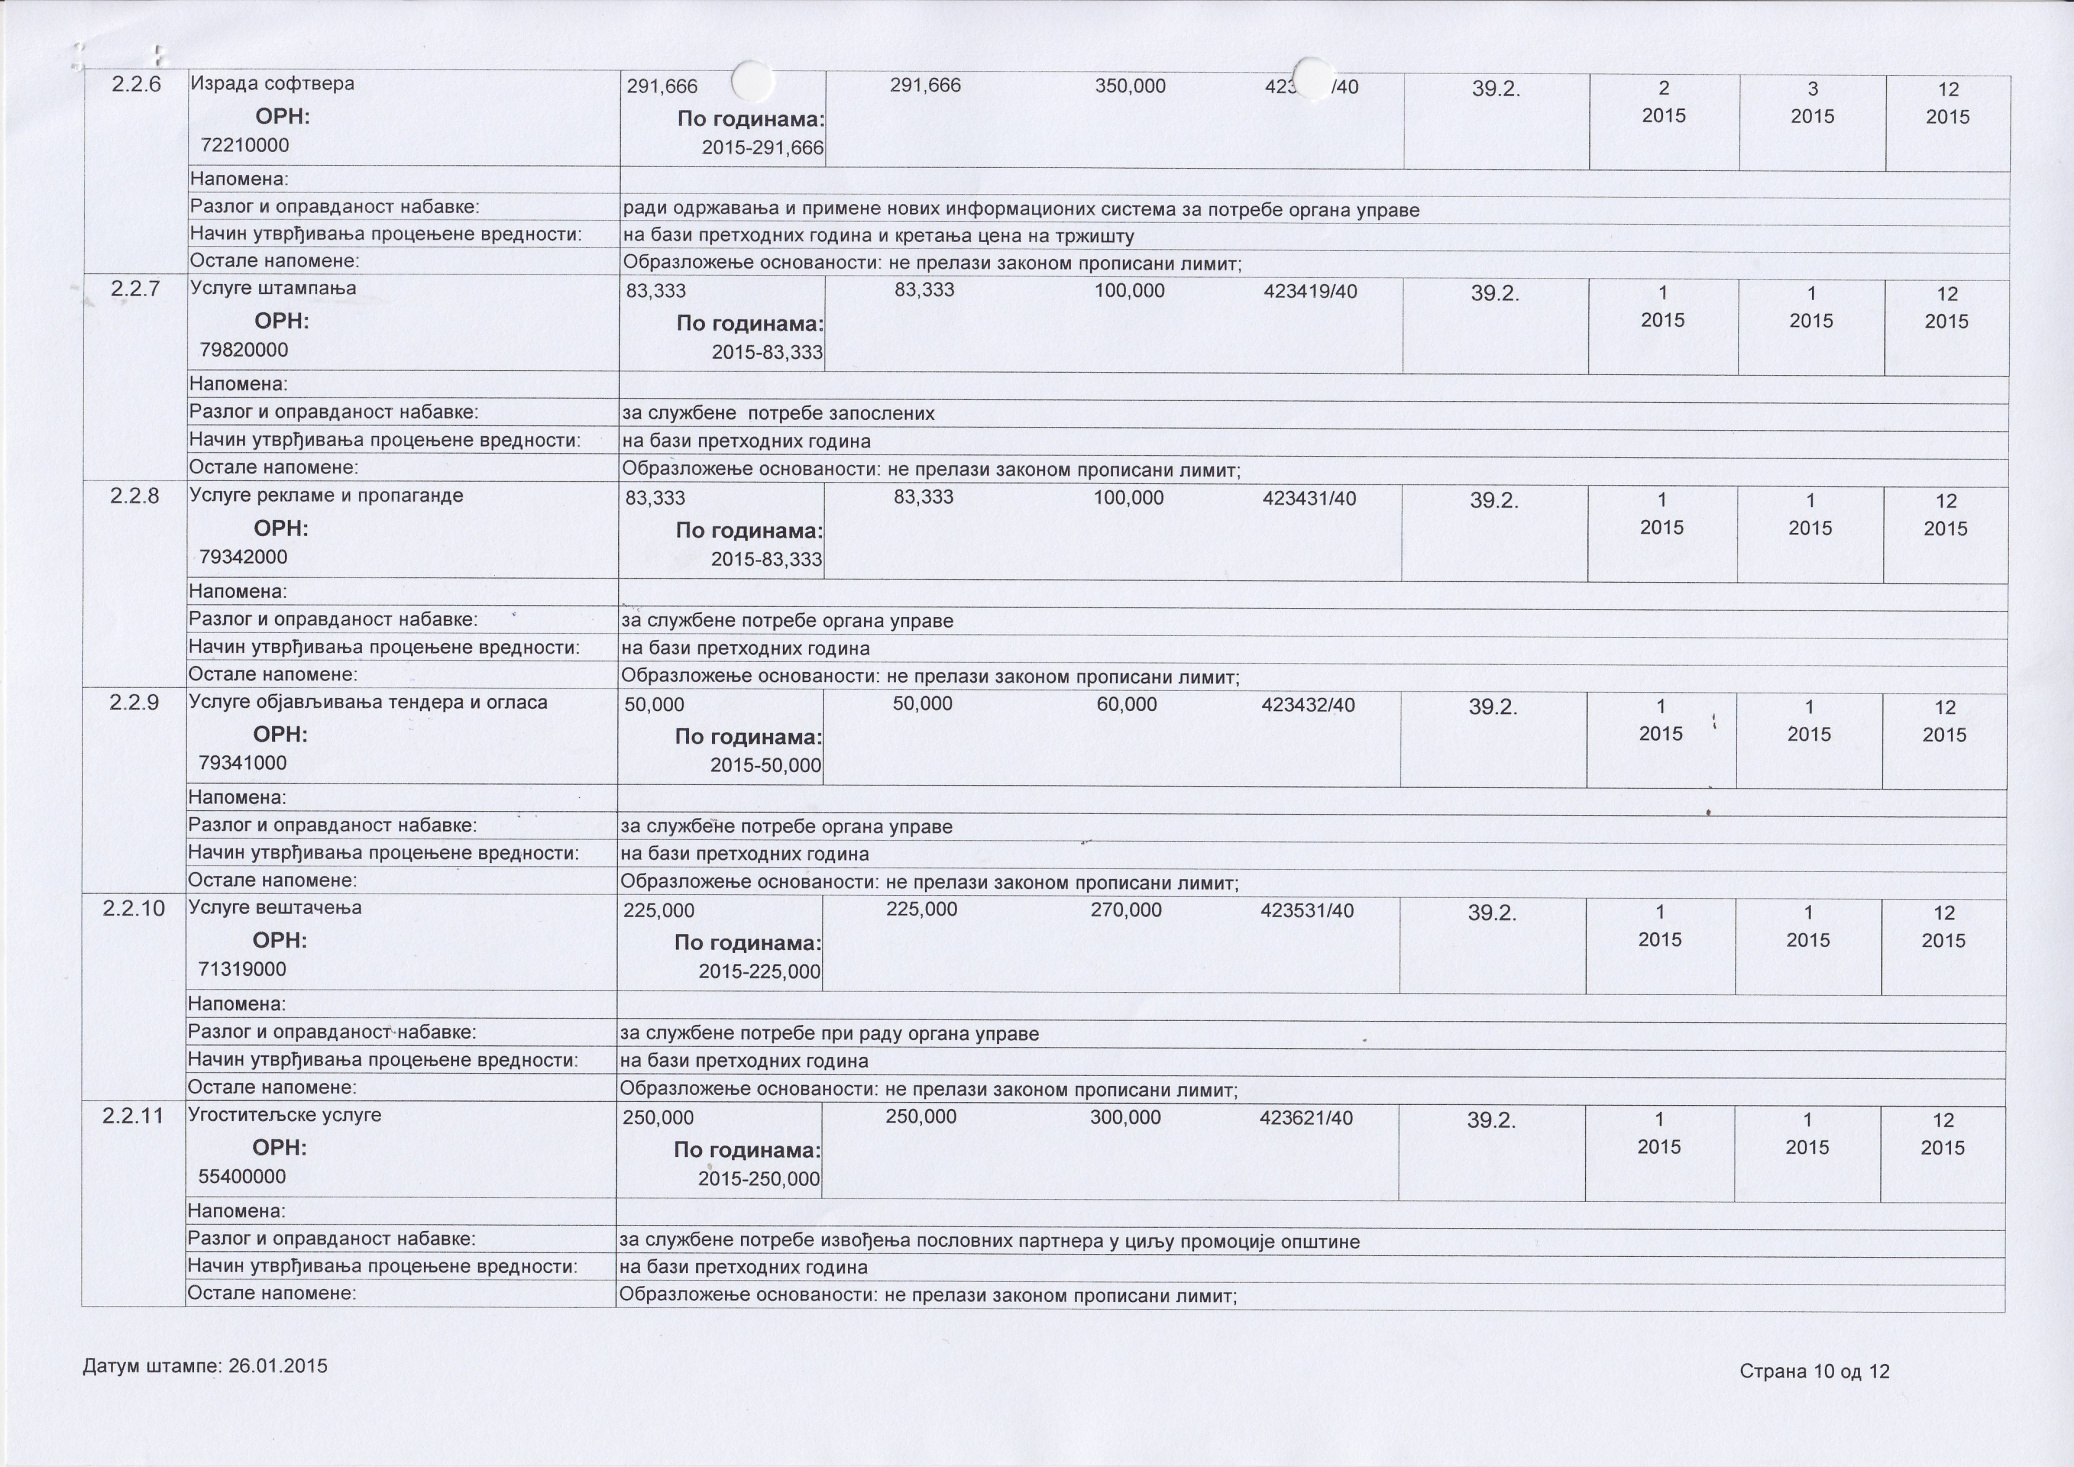 2.2.6 Израда софтвера 291,666 291,666 350,000 423 /40 39.2. 2 3 12
ОРН: По годинама: 2015 2015 2015
72210000 2015-291,666
Напомена:
Разлог и оправданост набавке: ради одржавања и примене нових информационих система за потребе органа управе
Начин утврђивања процењене вредности: на бази претходних година и кретања цена на тржишту
Остале напомене: Образложење основаности: не прелази законом прописани лимит;
2.2.7 Услуге штампања 83,333 83,333 100,000 423419/40 39.2. 1 1 12
ОРН: По годинама: 2015 2015 2015
79820000 2015-83,333
Напомена:
Разлог и оправданост набавке: за службене потребе запослених
Начин утврђивања процењене вредности: на бази претходних година
Остале напомене: Образложење основаности: не прелази законом прописани лимит;
2.2.8 Услуге рекламе и пропаганде 83,333 83,333 100,000 423431/40 39.2. 1 1 12
ОРН: По годинама: 2015 2015 2015
79342000 2015-83,333
Напомена:
Разлог и оправданост набавке: за службене потребе органа управе
Начин утврђивања процењене вредности: на бази претходних година
Остале напомене: Образложење основаности: не прелази законом прописани лимит;
2.2.9 Услуге објављивања тендера и огласа 50,000 50,000 60,000 423432/40 39.2. 1 1 12
ОРН: По годинама: 2015 2015 2015
79341000 2015-50,000
Напомена:
Разлог и оправданост набавке: за службене потребе органа управе
Начин утврђивања процењене вредности: на бази претходних година
Остале напомене: Образложење основаности: не прелази законом прописани лимит;
2.2.10 Услуге вештачења 225,000 225,000 270,000 423531/40 39.2. 1 1 12
ОРН: По годинама: 2015 2015 2015
71319000 2015-225,000
Напомена:
Разлог и оправданост набавке: за службене потребе при раду органа управе
Начин утврђивања процењене вредности: на бази претходних година
Остале напомене: Образложење основаности: не прелази законом прописани лимит;
2.2.11 Угоститељске услуге 250,000 250,000 300,000 423621/40 39.2. 1 1 12
ОРН: По годинама: 2015 2015 2015
55400000 2015-250,000
Напомена:
Разлог и оправданост набавке: за службене потребе извођења пословних партнера у циљу промоције општине
Начин утврђивања процењене вредности: на бази претходних година
Остале напомене: Образложење основаности: не прелази законом прописани лимит;
Датум штампе: 26.01.2015 Страна 10 од 12